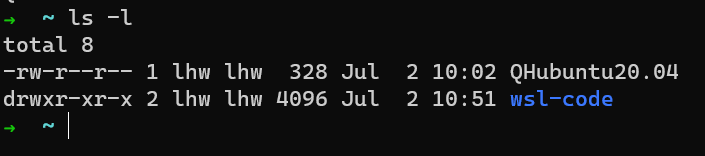 → ~ ls -l
total 8
-rw-r--r-- 1 lhw lhw  328 Jul  2 10:02 QHubuntu20.04
drwxr-xr-x 2 lhw lhw 4096 Jul  2 10:51 wsl-code
→ ~